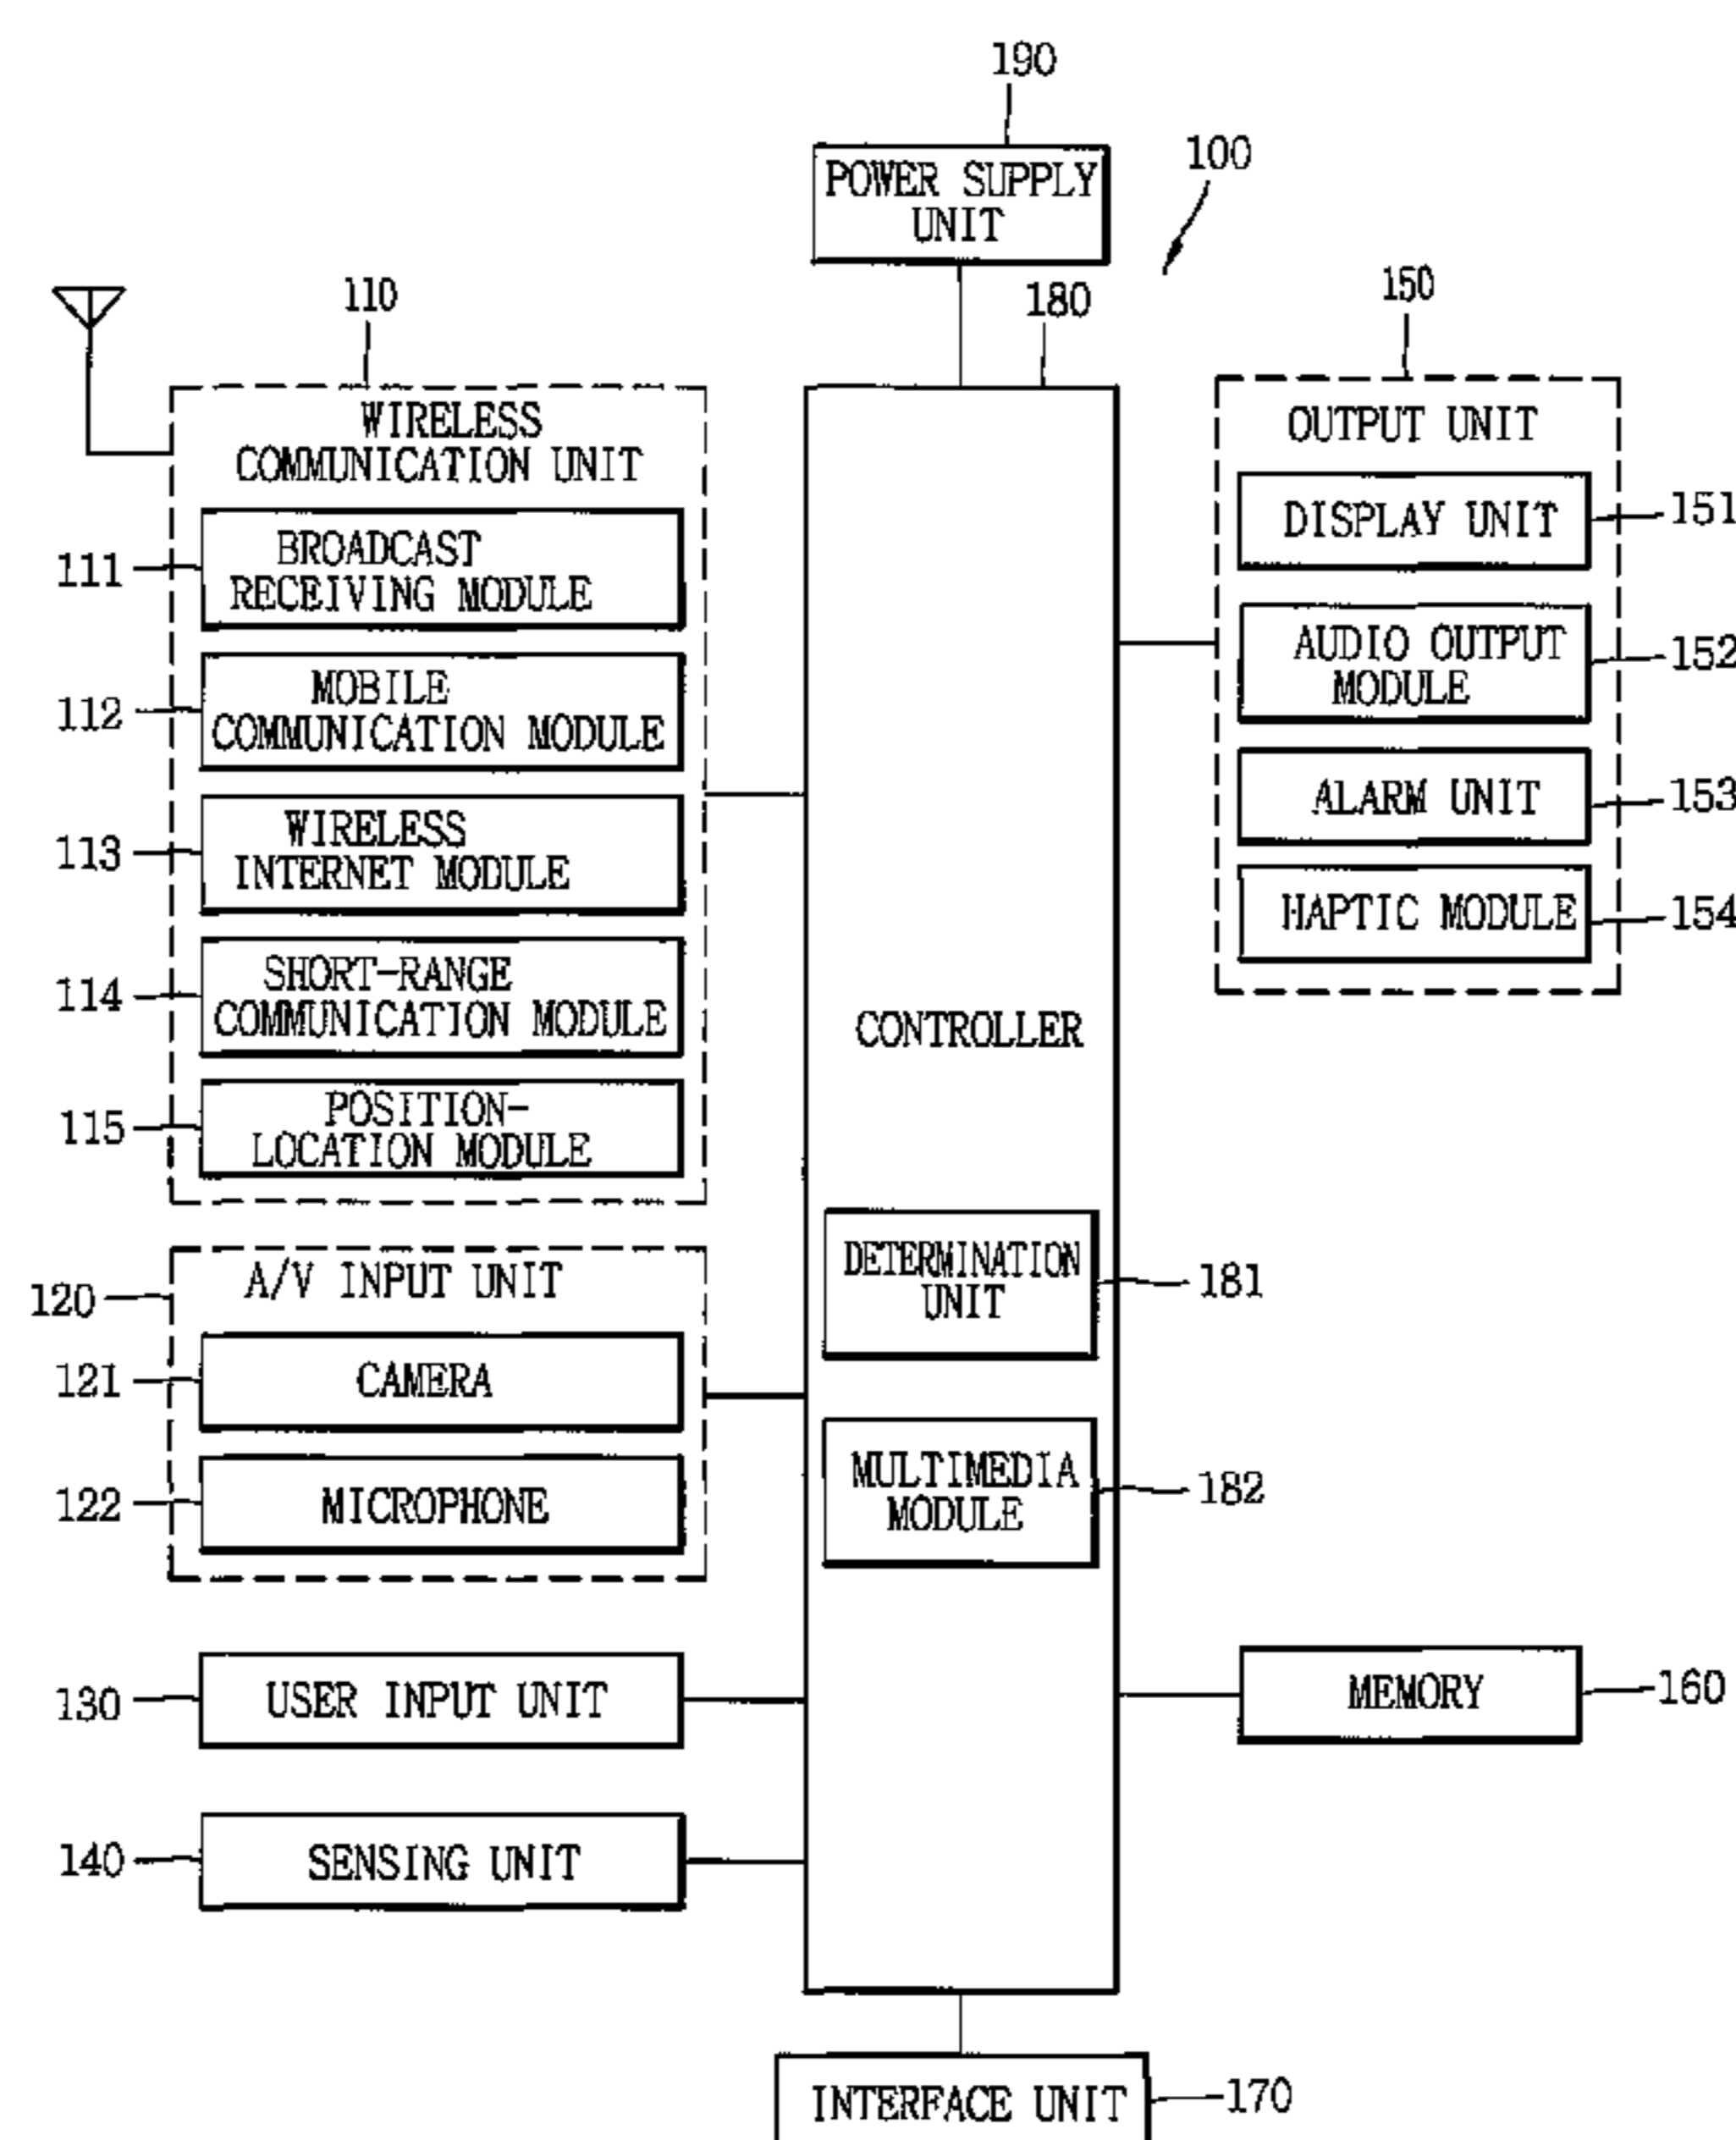 190
POWER SUPPLY
UNIT
100
110
180
150
WIRELESS
COMMUNICATION UNIT
111
BROADCAST
RECEIVING MODULE
112
MOBILE
COMMUNICATION MODULE
113
WIRELESS
INTERNET MODULE
114
SHORT-RANGE
COMMUNICATION MODULE
115
POSITION-
LOCATION MODULE
120
A/V INPUT UNIT
121
CAMERA
122
MICROPHONE
130
USER INPUT UNIT
140
SENSING UNIT
CONTROLLER
DETERMINATION
UNIT
181
MULTIMEDIA
MODULE
182
OUTPUT UNIT
DISPLAY UNIT
151
AUDIO OUTPUT
MODULE
152
ALARM UNIT
153
HAPTIC MODULE
154
MEMORY
160
INTERFACE UNIT
170